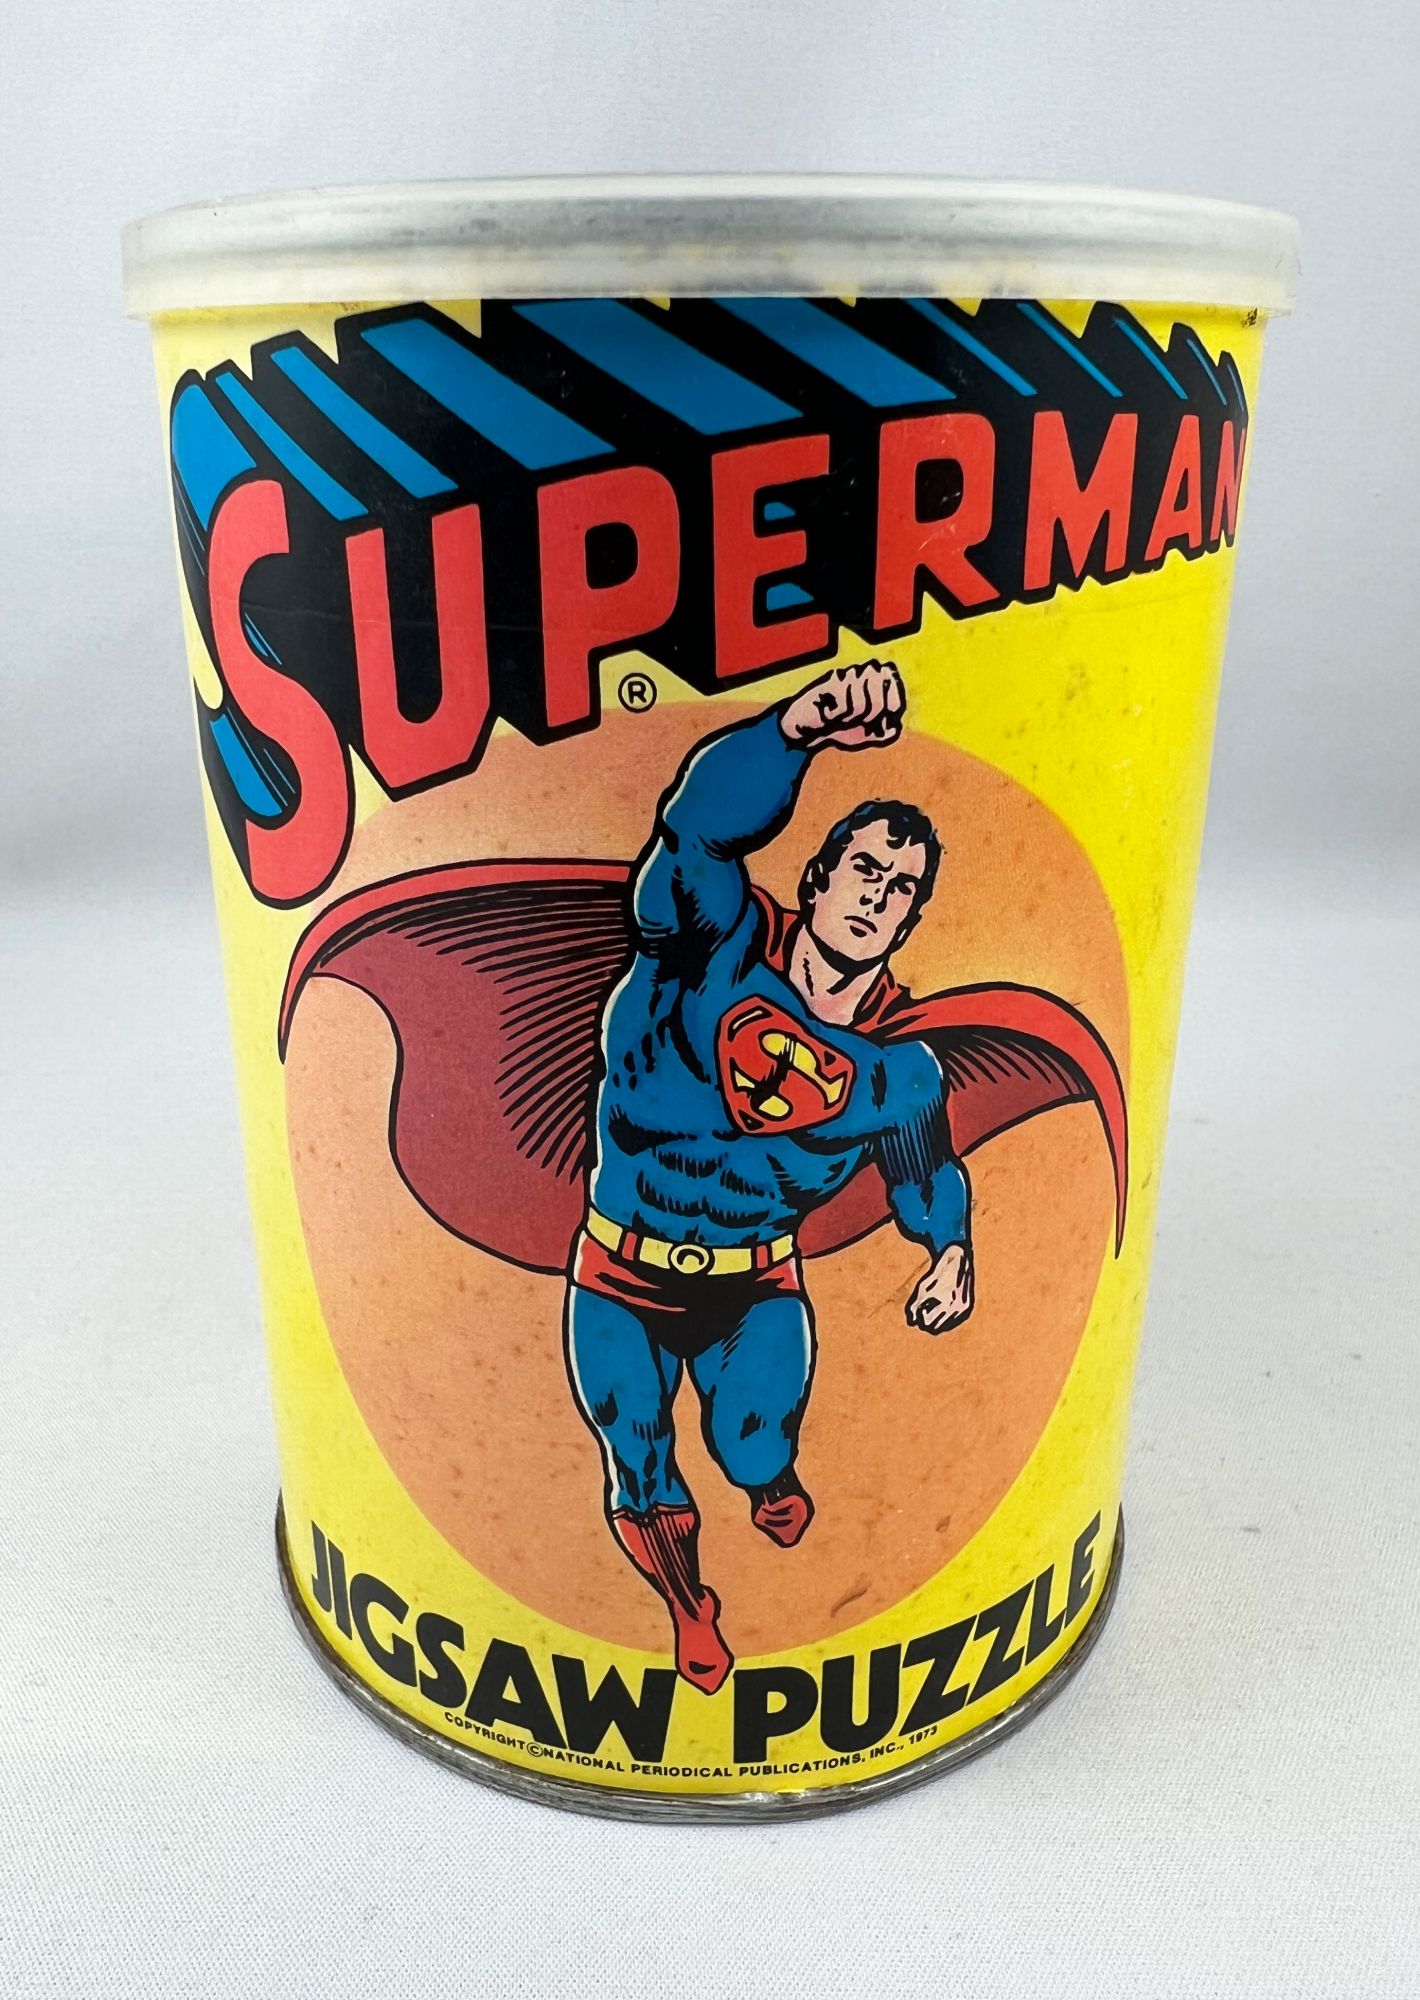 SUPERMAN
®
S
JIGSAW PUZZLE
COPYRIGHT © NATIONAL PERIODICAL PUBLICATIONS, INC., 1973